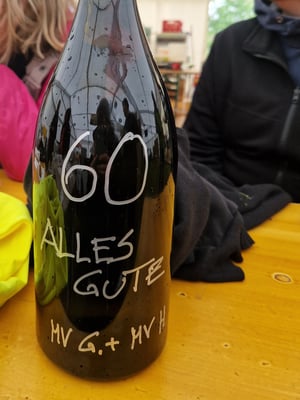 60
ALLES
GUTE
MV G. + MV H